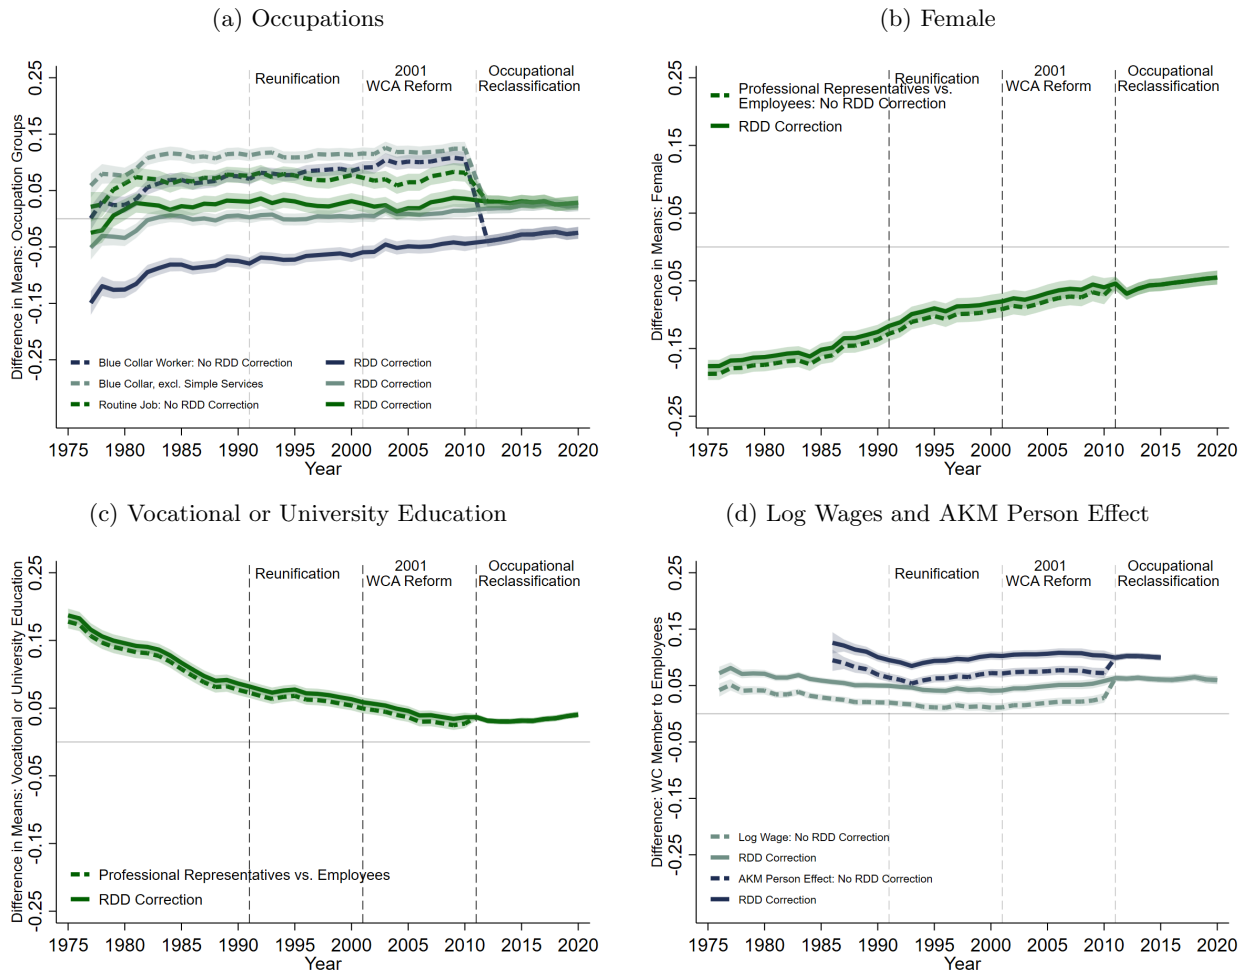 (a) Occupations
Difference in Means: Occupation Groups
0.25
0.15
0.05
-0.05
-0.15
-0.25
Reunification
2001
WCA Reform
Occupational
Reclassification
Blue Collar Worker: No RDD Correction
RDD Correction
Blue Collar, excl. Simple Services
RDD Correction
Routine Job: No RDD Correction
RDD Correction
1975 1980 1985 1990 1995 2000 2005 2010 2015 2020
Year
(b) Female
Difference in Means: Female
0.25
0.15
0.05
-0.05
-0.15
-0.25
Reunification
2001
WCA Reform
Occupational
Reclassification
Professional Representatives vs.
Employees: No RDD Correction
RDD Correction
1975 1980 1985 1990 1995 2000 2005 2010 2015 2020
Year
(c) Vocational or University Education
Difference in Means: Vocational or University Education
0.25
0.15
0.05
-0.05
-0.15
-0.25
Reunification
2001
WCA Reform
Occupational
Reclassification
Professional Representatives vs. Employees
RDD Correction
1975 1980 1985 1990 1995 2000 2005 2010 2015 2020
Year
(d) Log Wages and AKM Person Effect
Difference: WC Member to Employees
0.25
0.15
0.05
-0.05
-0.15
-0.25
Reunification
2001
WCA Reform
Occupational
Reclassification
Log Wage: No RDD Correction
RDD Correction
AKM Person Effect: No RDD Correction
RDD Correction
1975 1980 1985 1990 1995 2000 2005 2010 2015 2020
Year